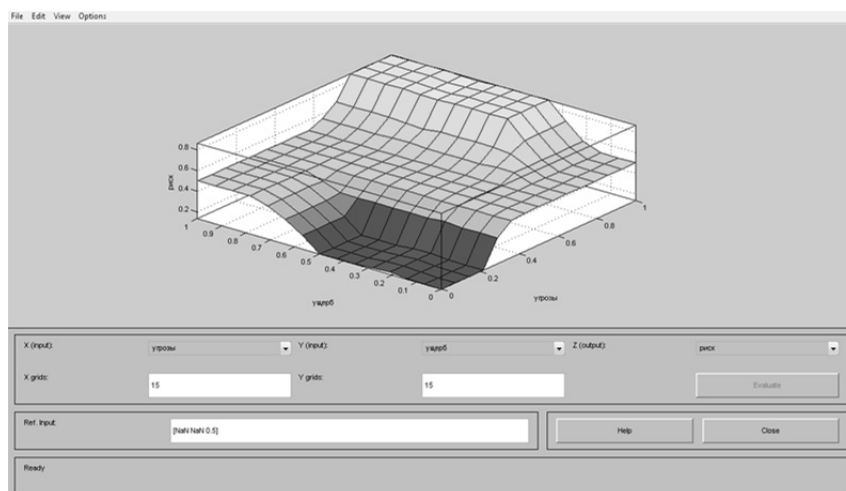 File Edit View Options
0.8
0.6
0.4
0.2
риск
1
0.9
0.8
0.7
0.6
0.5
0.4
0.3
0.2
0.1
0
ущерб
0
0.2
0.4
0.6
0.8
1
угрозы
X (input): угрозы Y (input): ущерб Z (output): риск
X grids: 15 Y grids: 15 Evaluate
Ref. Input: [NaN NaN 0.5] Help Close
Ready